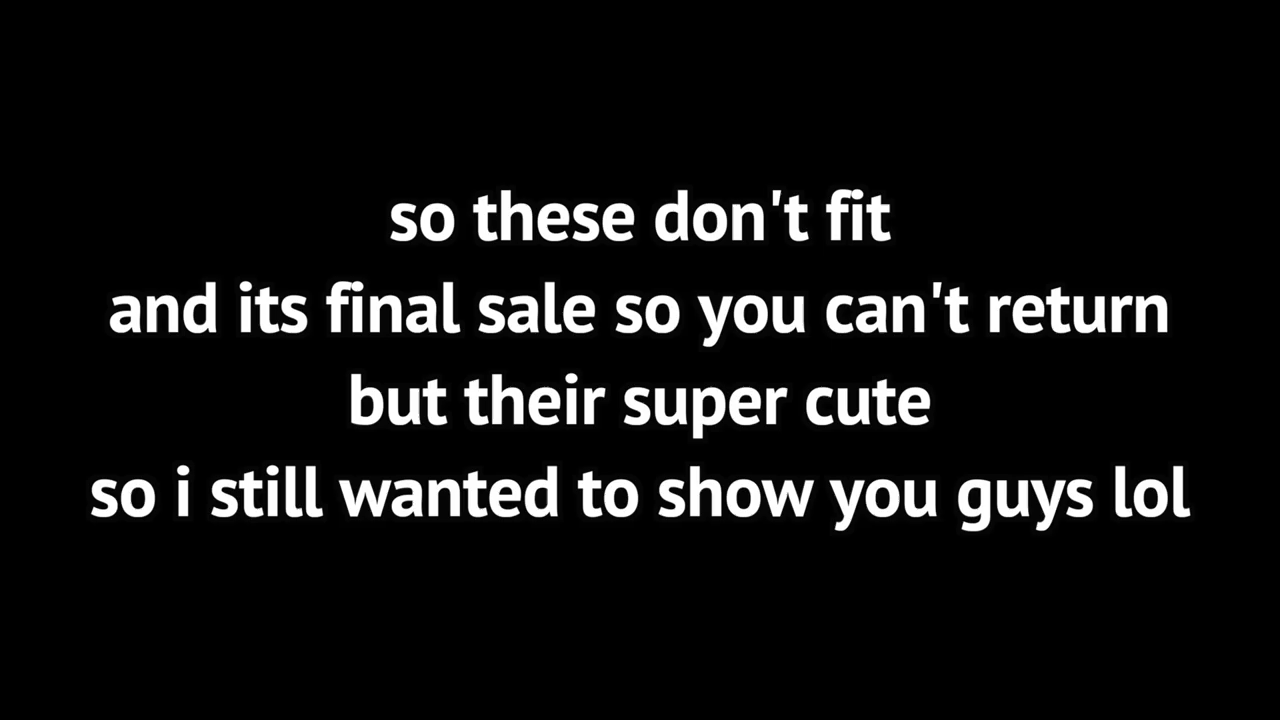 so these don't fit
and its final sale so you can't return
but their super cute
so i still wanted to show you guys lol